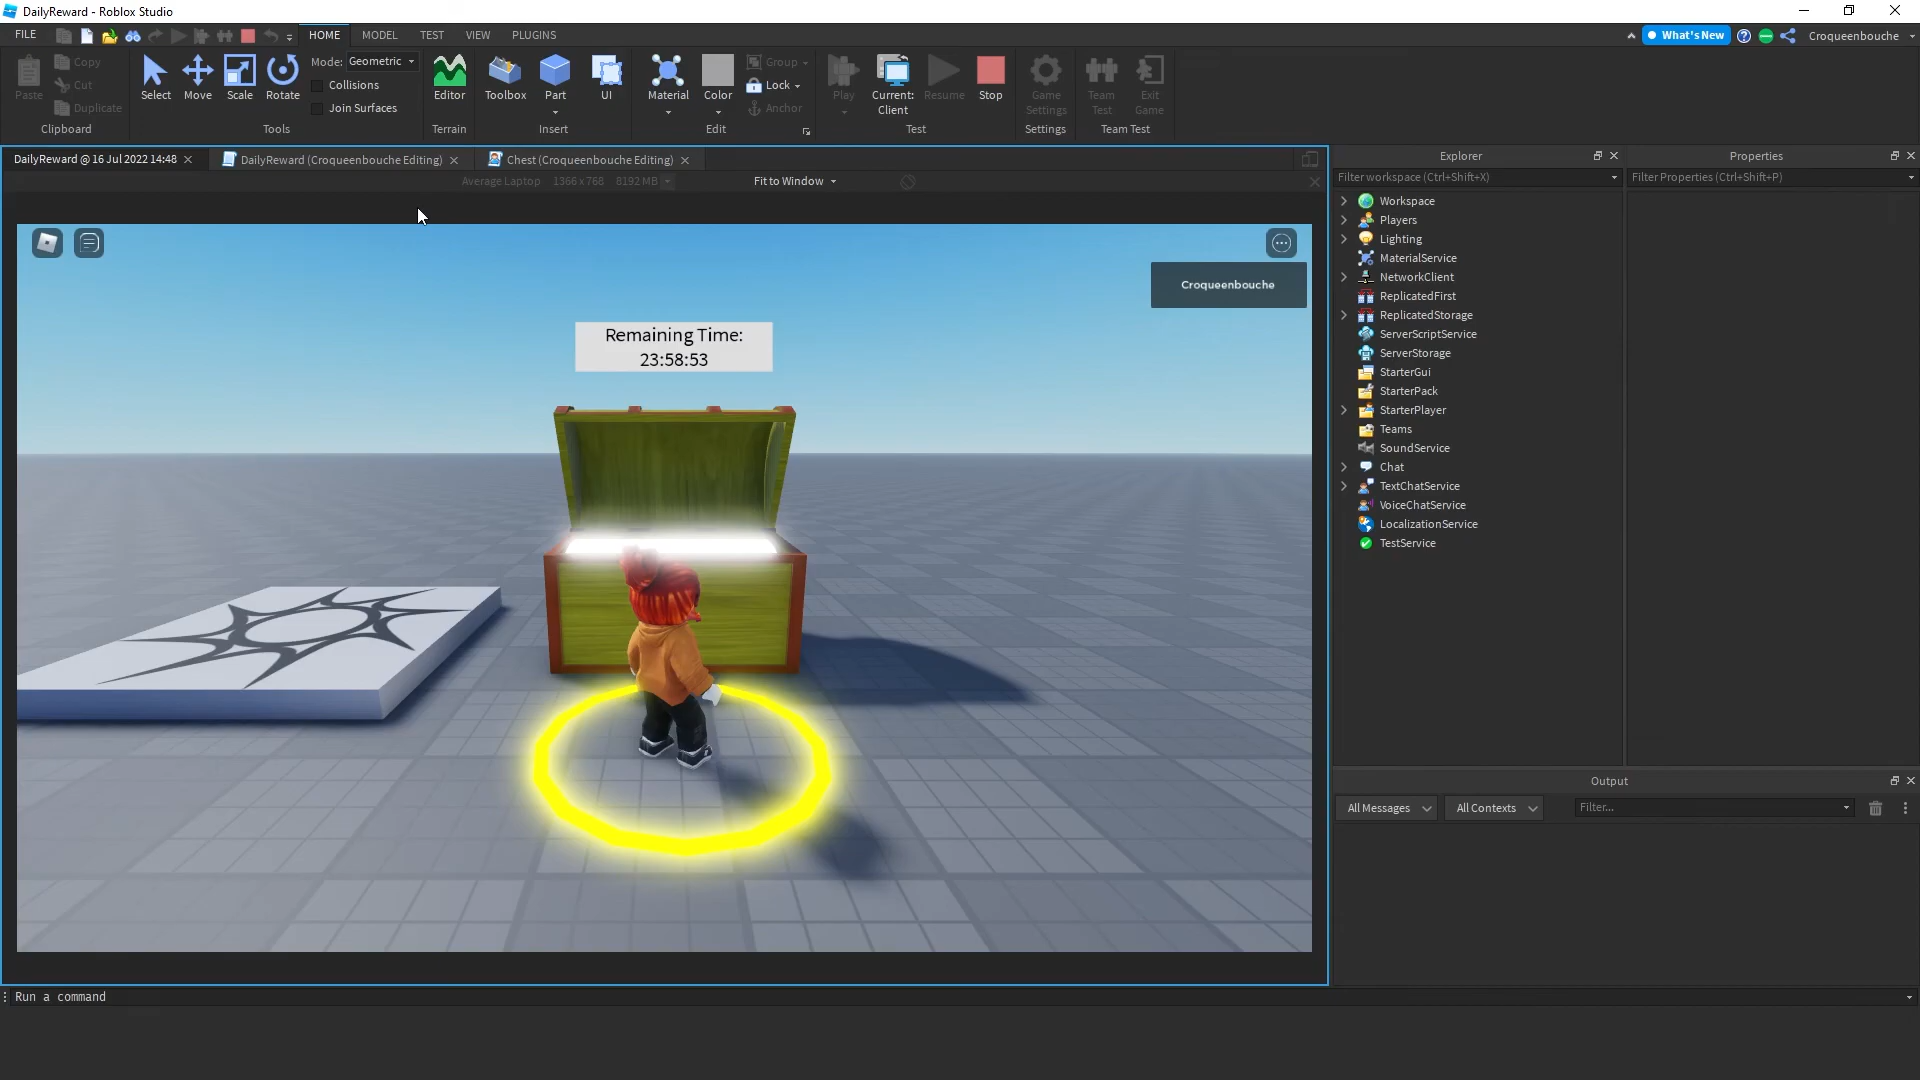 DailyReward - Roblox Studio
FILE
HOME
MODEL
TEST
VIEW
PLUGINS
What's New
Croqueenbouche
Paste
Copy
Cut
Duplicate
Clipboard
Select
Move
Scale
Rotate
Mode: Geometric
Collisions
Join Surfaces
Tools
Editor
Terrain
Toolbox
Part
UI
Insert
Material
Color
Group
Lock
Anchor
Edit
Play
Current:
Client
Resume
Stop
Test
Game
Settings
Settings
Team
Test
Exit
Game
Team Test
DailyReward @ 16 Jul 2022 14:48
DailyReward (Croqueenbouche Editing)
Chest (Croqueenbouche Editing)
Average Laptop 1366 x 768 8192 MB
Fit to Window
Croqueenbouche
Remaining Time:
23:58:53
Explorer
Filter workspace (Ctrl+Shift+X)
Workspace
Players
Lighting
MaterialService
NetworkClient
ReplicatedFirst
ReplicatedStorage
ServerScriptService
ServerStorage
StarterGui
StarterPack
StarterPlayer
Teams
SoundService
Chat
TextChatService
VoiceChatService
LocalizationService
TestService
Properties
Filter Properties (Ctrl+Shift+P)
Output
All Messages
All Contexts
Filter...
Run a command